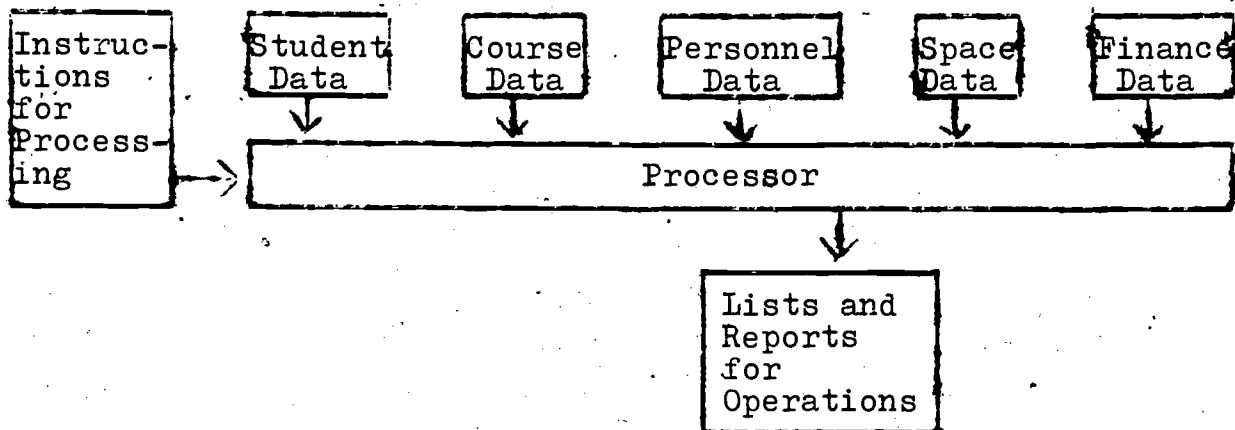 Instruc-
tions
for
Process-
ing
Student
Data
Course
Data
Personnel
Data
Space
Data
Finance
Data
Processor
Lists and
Reports
for
Operations